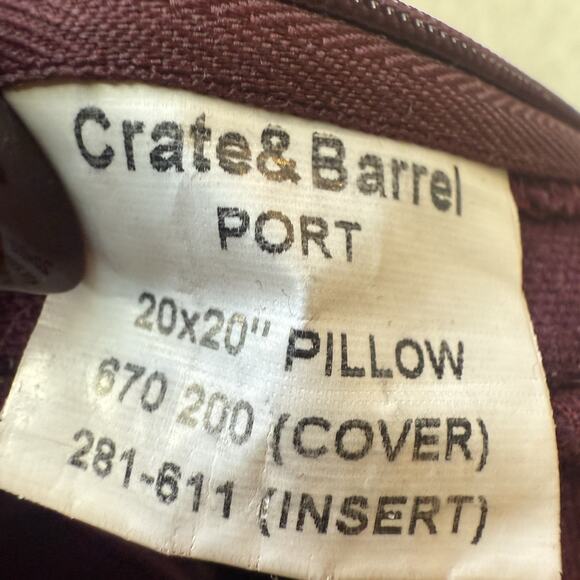 Crate&Barrel
PORT
20x20" PILLOW
670 200 (COVER)
281-611 (INSERT)